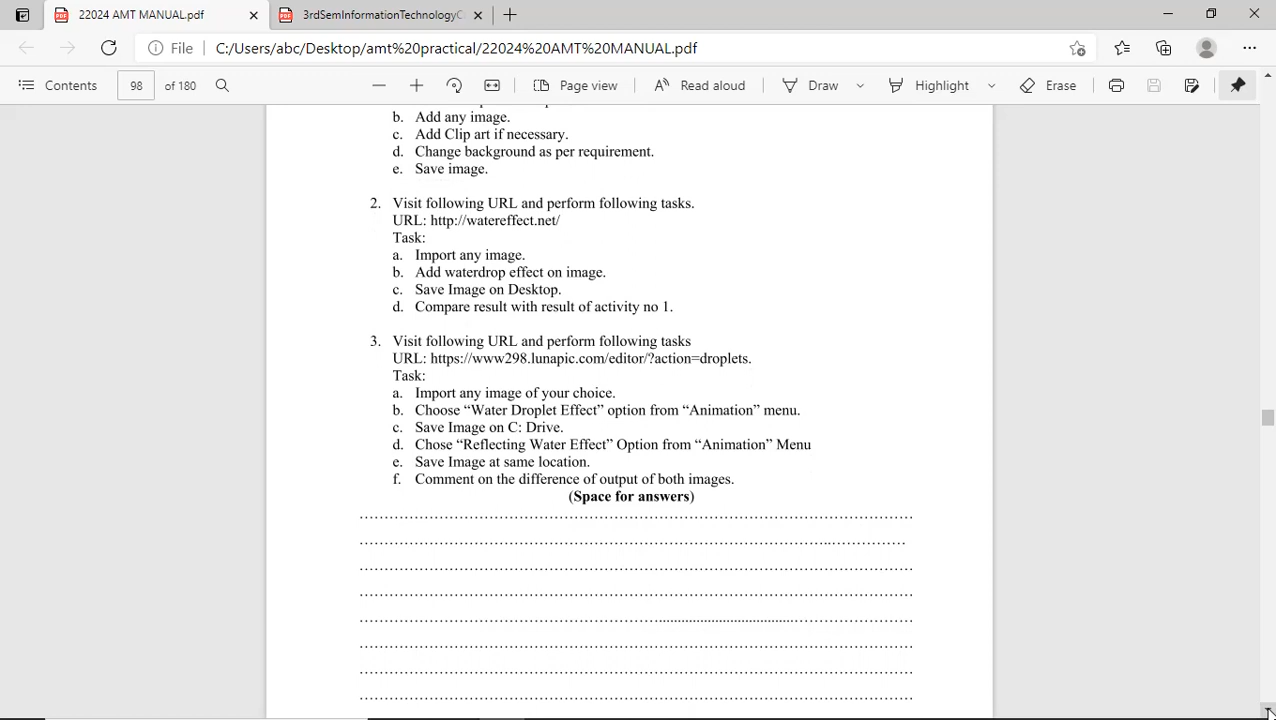 22024 AMT MANUAL.pdf
3rdSemInformationTechnologyC
File C:/Users/abc/Desktop/amt%20practical/22024%20AMT%20MANUAL.pdf
Contents 98 of 180 Page view Read aloud Draw Highlight Erase
b. Add any image.
c. Add Clip art if necessary.
d. Change background as per requirement.
e. Save image.
2. Visit following URL and perform following tasks.
URL: http://watereffect.net/
Task:
a. Import any image.
b. Add waterdrop effect on image.
c. Save Image on Desktop.
d. Compare result with result of activity no 1.
3. Visit following URL and perform following tasks
URL: https://www298.lunapic.com/editor/?action=droplets.
Task:
a. Import any image of your choice.
b. Choose “Water Droplet Effect” option from “Animation” menu.
c. Save Image on C: Drive.
d. Chose “Reflecting Water Effect” Option from “Animation” Menu
e. Save Image at same location.
f. Comment on the difference of output of both images.
(Space for answers)